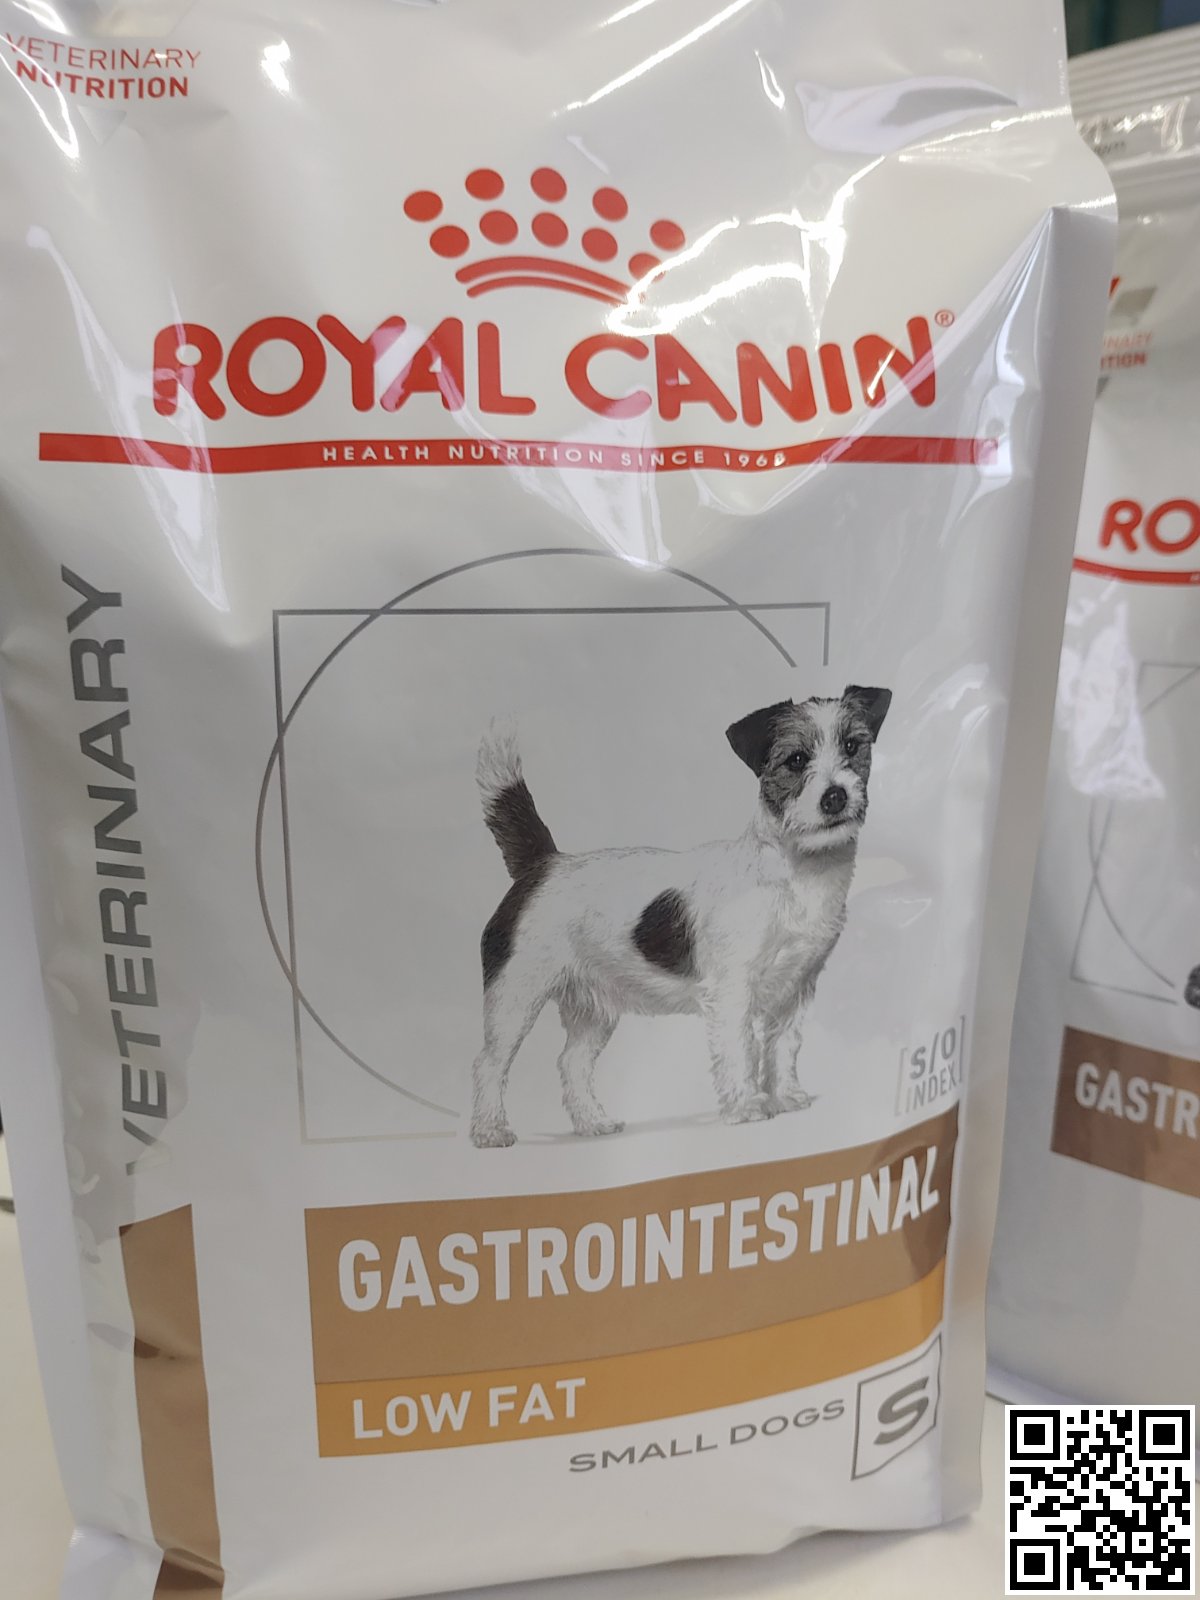 VETERINARY
NUTRITION
ROYAL CANIN®
HEALTH NUTRITION SINCE 1968
VETERINARY
S/O
INDEX
GASTROINTESTINAL
LOW FAT
SMALL DOGS S
RO
GASTR